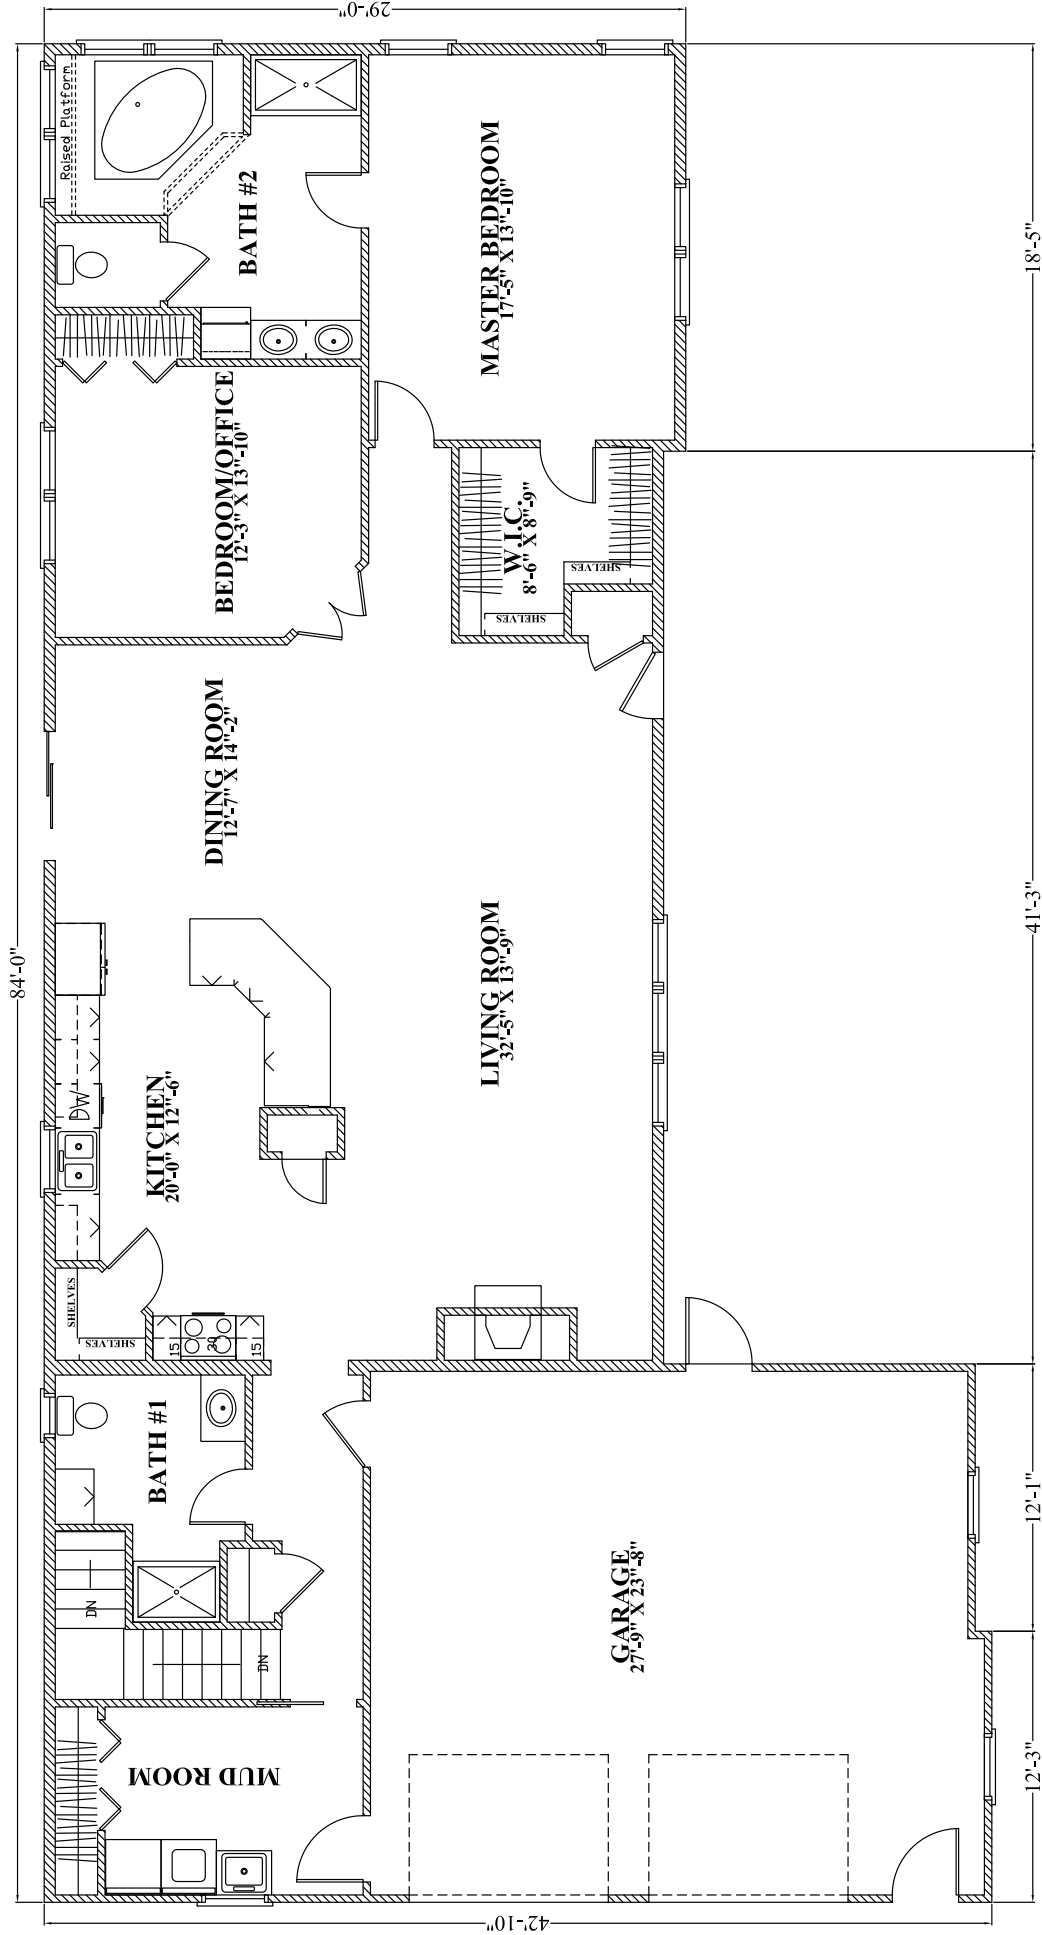 29'-0"
84'-0"
Raised Platform
BATH #2
MASTER BEDROOM
17'-5" X 13'-10"
18'-5"
BEDROOM/OFFICE
12'-3" X 13'-10"
W.I.C.
8'-6" X 8'-9"
SHELVES
SHELVES
DINING ROOM
12'-7" X 14'-2"
LIVING ROOM
32'-5" X 13'-9"
41'-3"
KITCHEN
20'-0" X 12'-6"
DW
SHELVES
SHELVES
15
30
15
BATH #1
DN
DN
GARAGE
27'-9" X 23'-8"
12'-1"
MUD ROOM
12'-3"
42'-10"